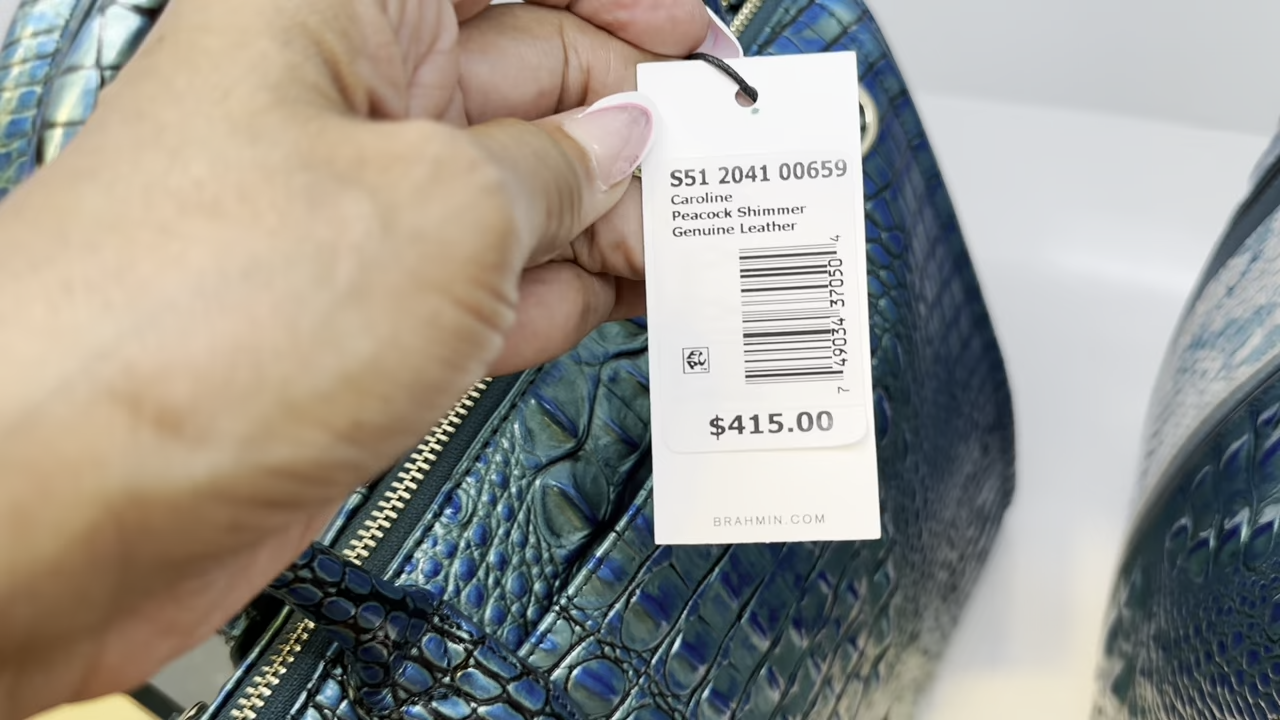 S51 2041 00659
Caroline
Peacock Shimmer
Genuine Leather
7 49034 37050 4
$415.00
BRAHMIN.COM